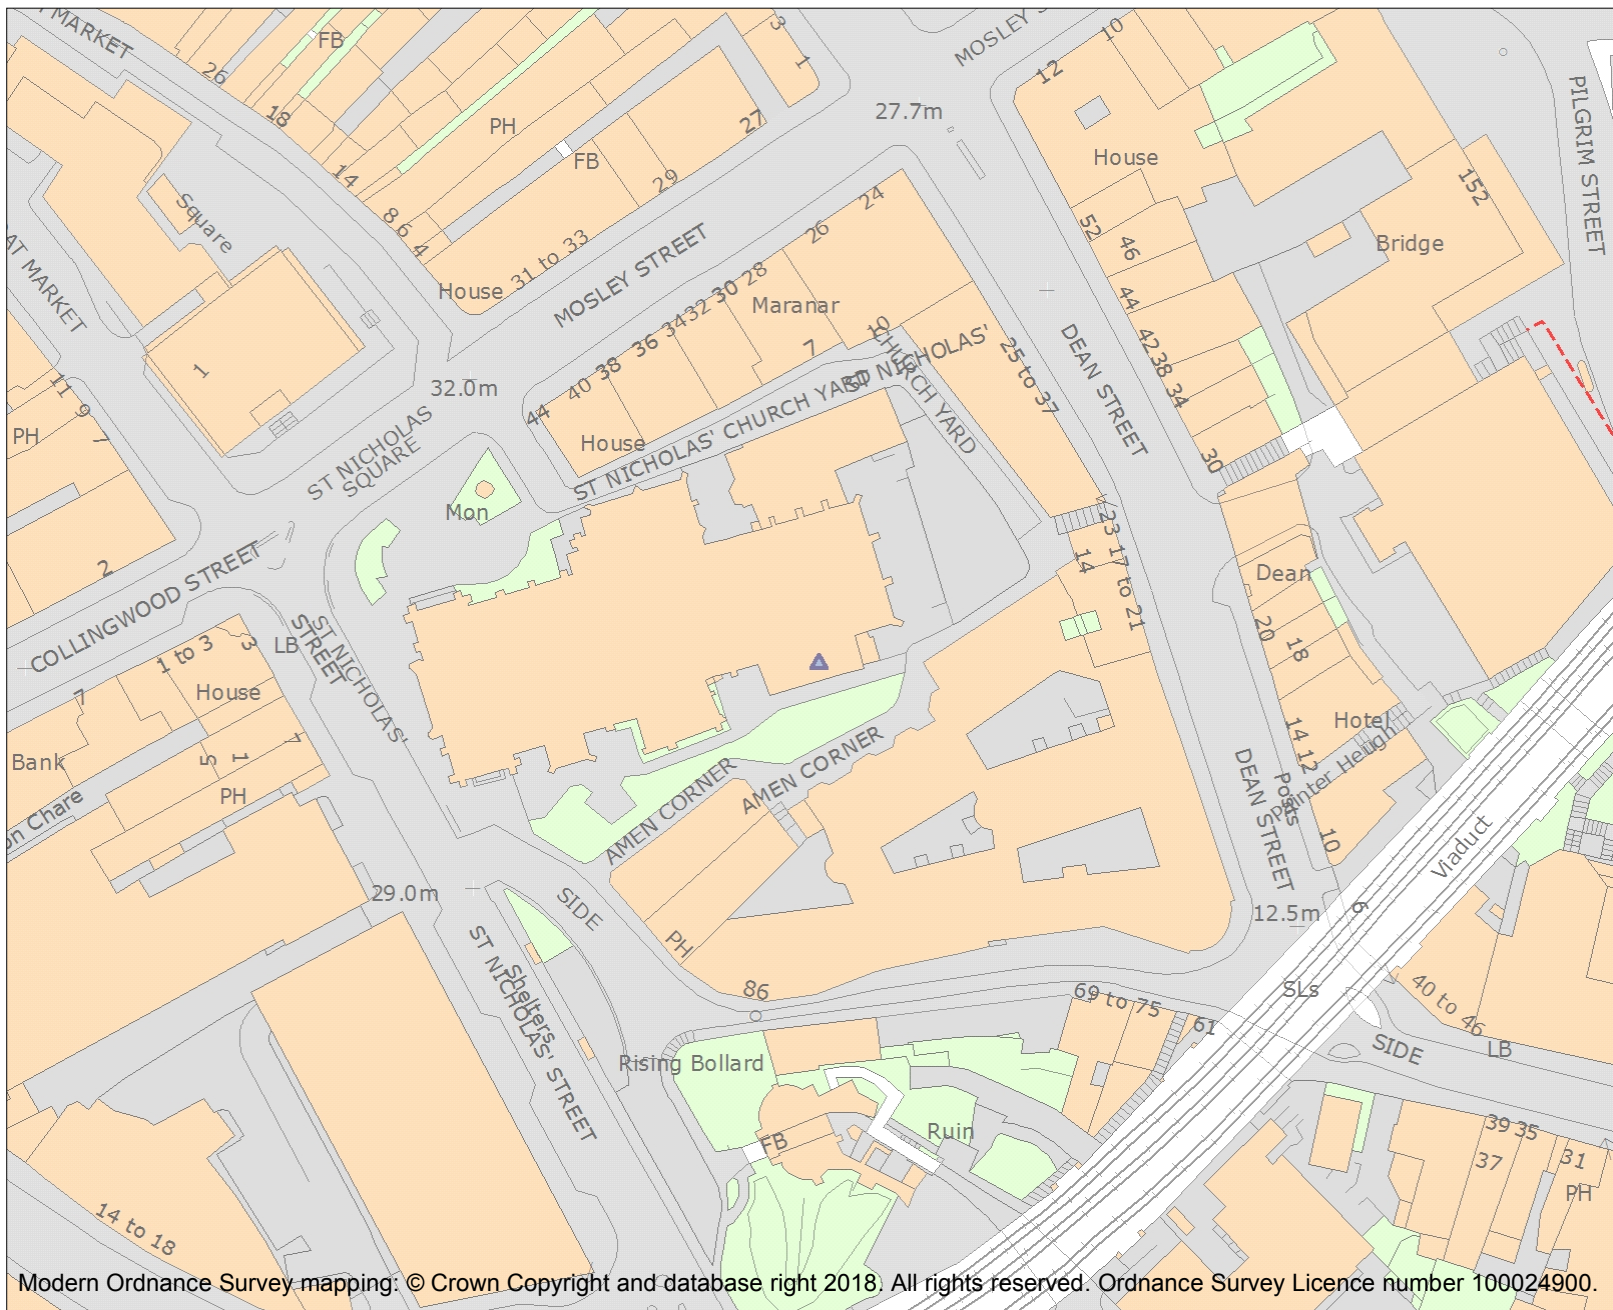 MARKET
FB
26
18
14
8
6
4
PH
FB
3
1
27
29
31 to 33
House
MOSLEY STREET
MOSLEY S
27.7m
12
10
House
PILGRIM STREET
152
Bridge
Square
AT MARKET
1
11
9
7
PH
2
32.0m
ST NICHOLAS
SQUARE
Mon
44
40
38
36
34
32
30
28
26
24
House
Maranar
7
10
ST NICHOLAS' CHURCH YARD
ST NICHOLAS'
CHURCH YARD
25 to 37
DEAN STREET
52
46
44
42
38
34
30
23
17 to 21
14
Dean
20
18
Hotel
14
12
10
Painter Heugh
Posts
DEAN STREET
Viaduct
6
12.5m
COLLINGWOOD STREET
ST NICHOLAS'
STREET
LB
1 to 3
3
House
7
Bank
5
1
7
PH
on Chare
AMEN CORNER
AMEN CORNER
29.0m
SIDE
PH
86
ST NICHOLAS' STREET
Shelters
Rising Bollard
69 to 75
61
SLs
40 to 46
SIDE
LB
FB
Ruin
39
35
37
31
PH
14 to 18
Modern Ordnance Survey mapping: © Crown Copyright and database right 2018. All rights reserved. Ordnance Survey Licence number 100024900.